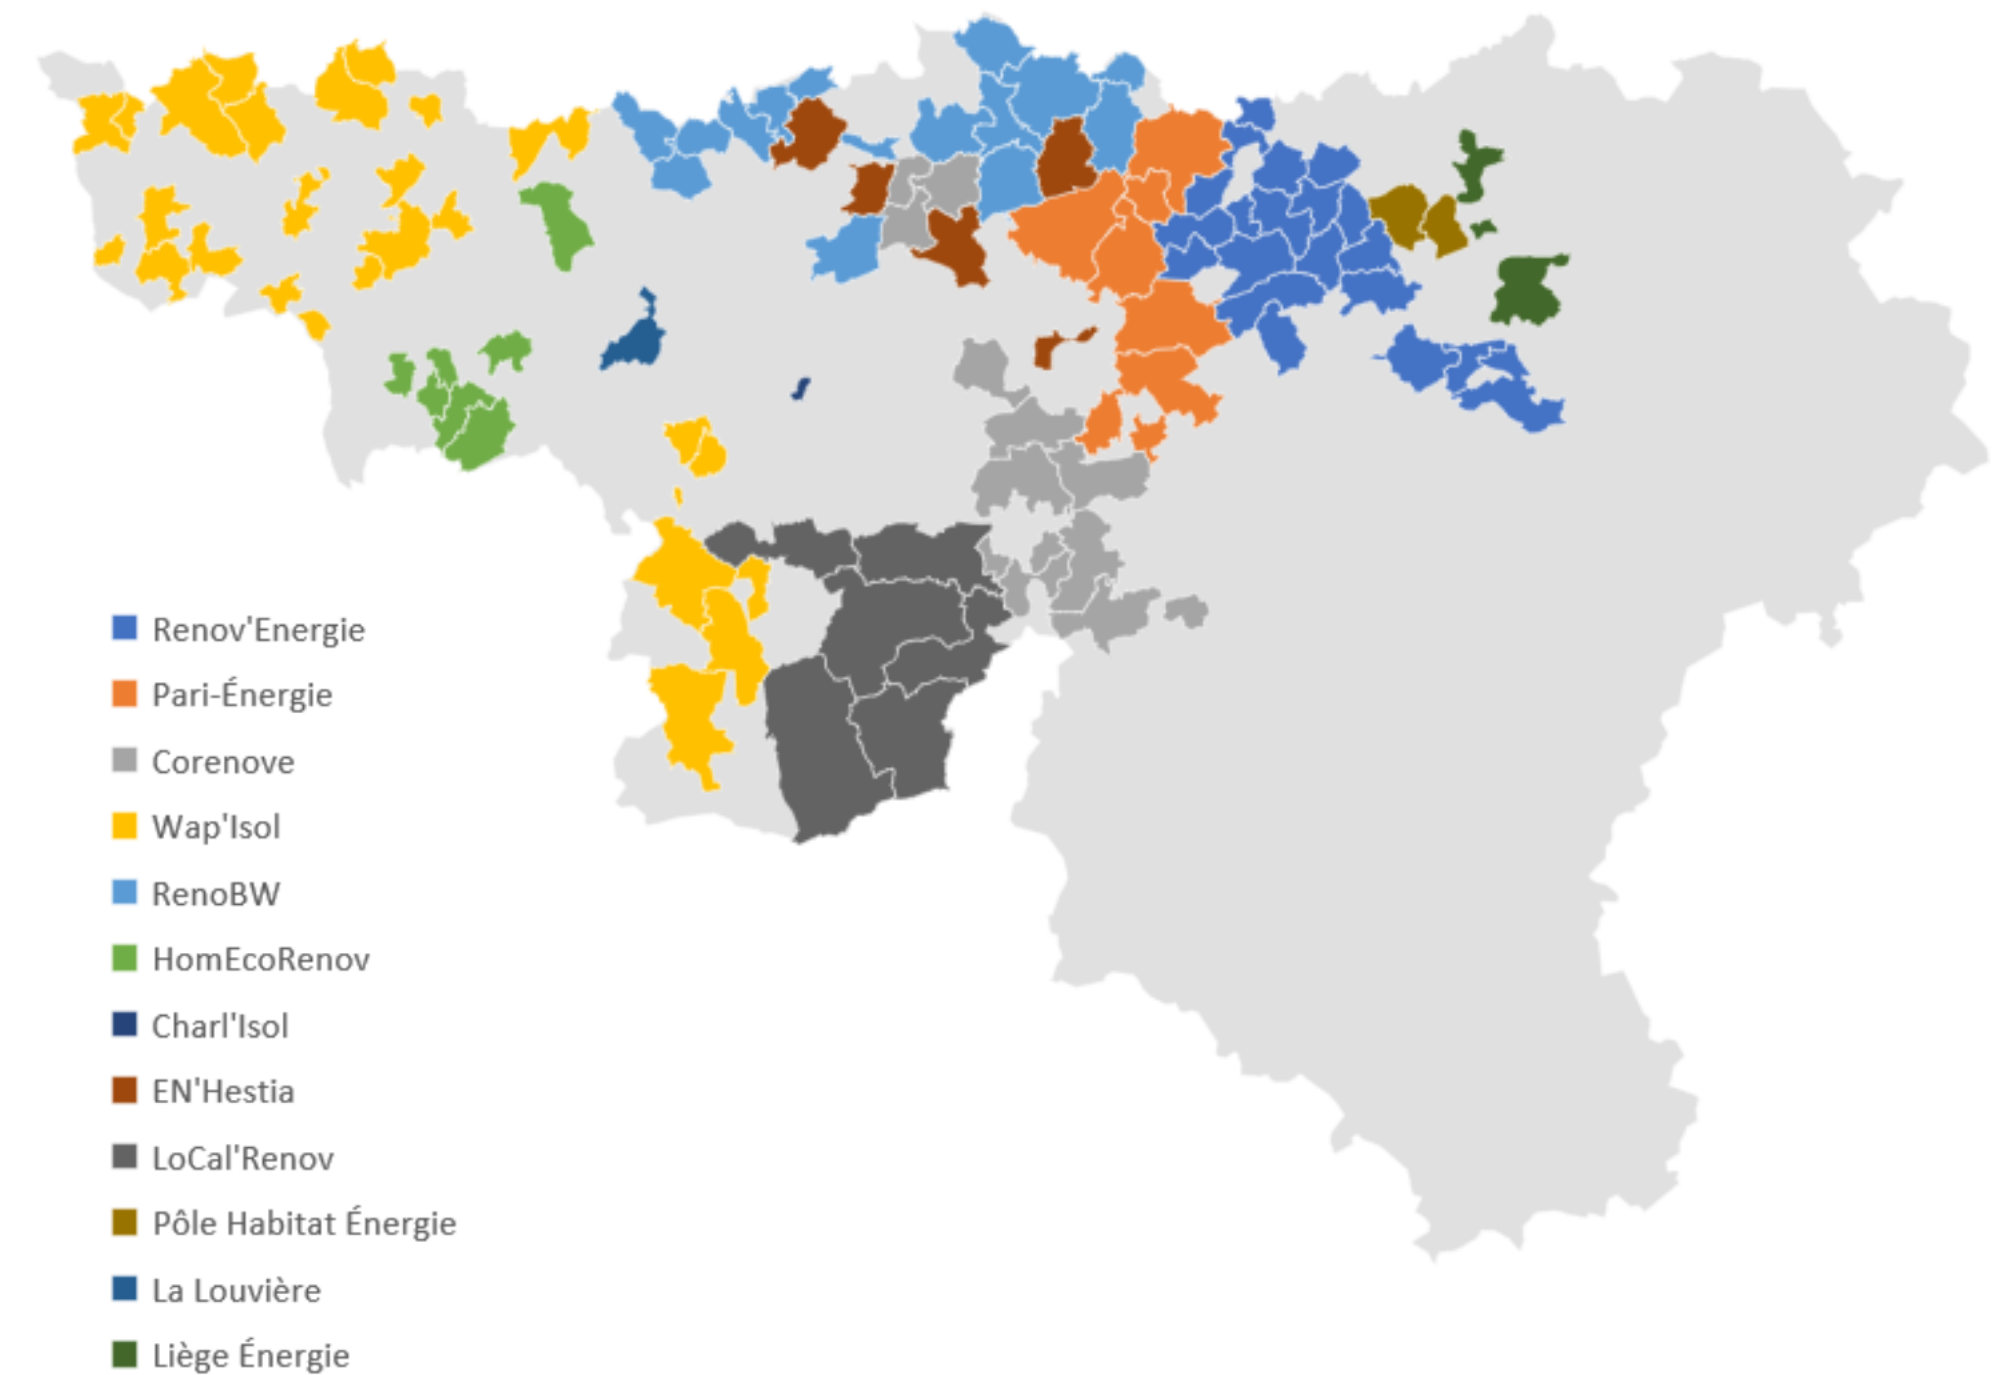 Renov'Energie
Pari-Énergie
Corenove
Wap'Isol
RenoBW
HomEcoRenov
Charl'Isol
EN'Hestia
LoCal'Renov
Pôle Habitat Énergie
La Louvière
Liège Énergie